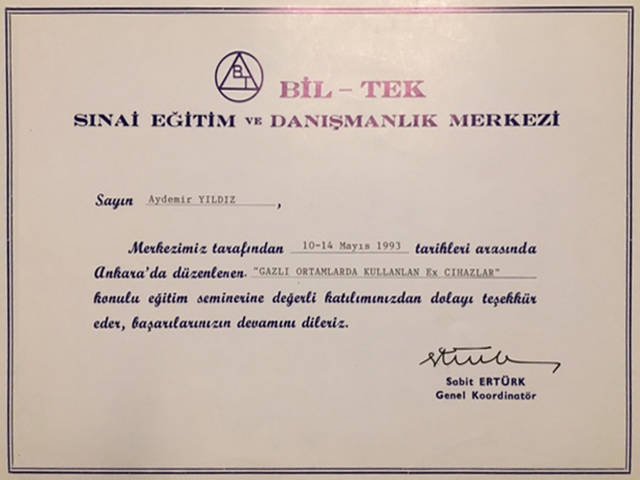 BTİ
BİL - TEK
SINAİ EĞİTİM VE DANIŞMANLIK MERKEZİ
Sayın Aydemir YILDIZ,
Merkezimiz tarafından 10-14 Mayıs 1993 tarihleri arasında
Ankara'da düzenlenen "GAZLI ORTAMLARDA KULLANLAN Ex CIHAZLAR"
konulu eğitim seminerine değerli katılımınızdan dolayı teşekkür
eder, başarılarınızın devamını dileriz.
Sabit ERTÜRK
Genel Koordinatör